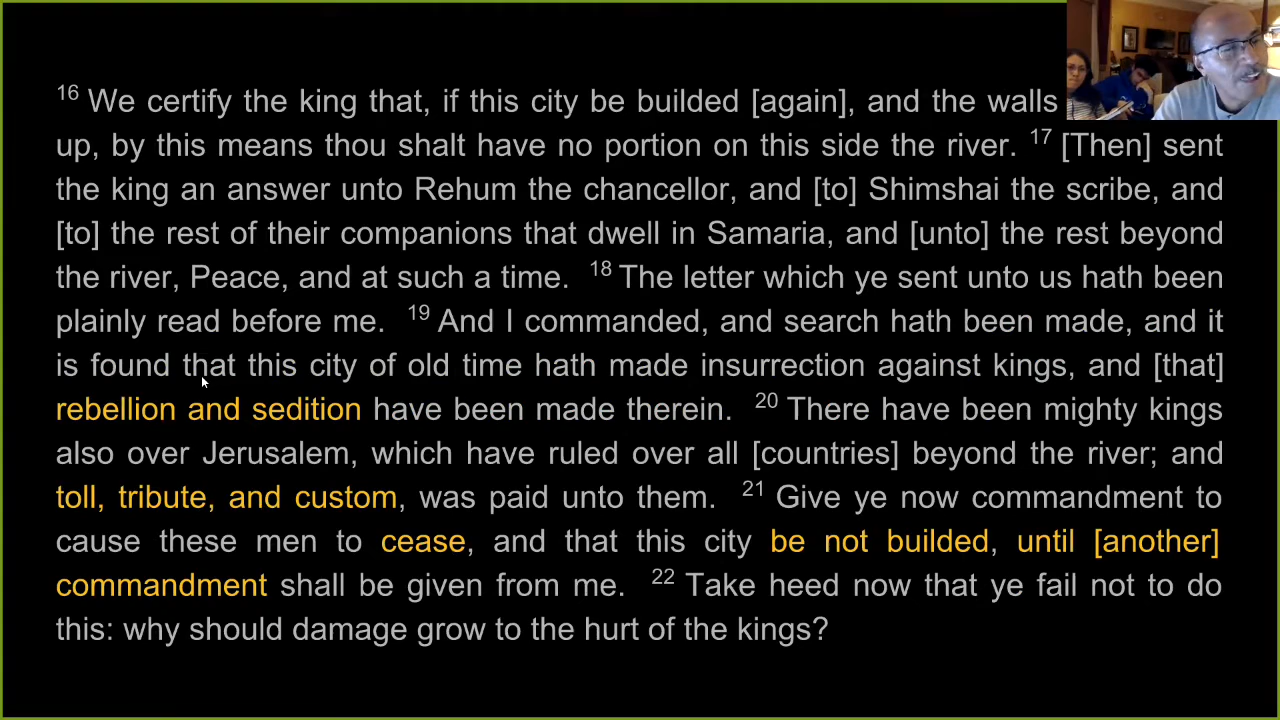 16 We certify the king that, if this city be builded [again], and the walls
up, by this means thou shalt have no portion on this side the river. 17 [Then] sent
the king an answer unto Rehum the chancellor, and [to] Shimshai the scribe, and
[to] the rest of their companions that dwell in Samaria, and [unto] the rest beyond
the river, Peace, and at such a time. 18 The letter which ye sent unto us hath been
plainly read before me. 19 And I commanded, and search hath been made, and it
is found that this city of old time hath made insurrection against kings, and [that]
rebellion and sedition have been made therein. 20 There have been mighty kings
also over Jerusalem, which have ruled over all [countries] beyond the river; and
toll, tribute, and custom, was paid unto them. 21 Give ye now commandment to
cause these men to cease, and that this city be not builded, until [another]
commandment shall be given from me. 22 Take heed now that ye fail not to do
this: why should damage grow to the hurt of the kings?